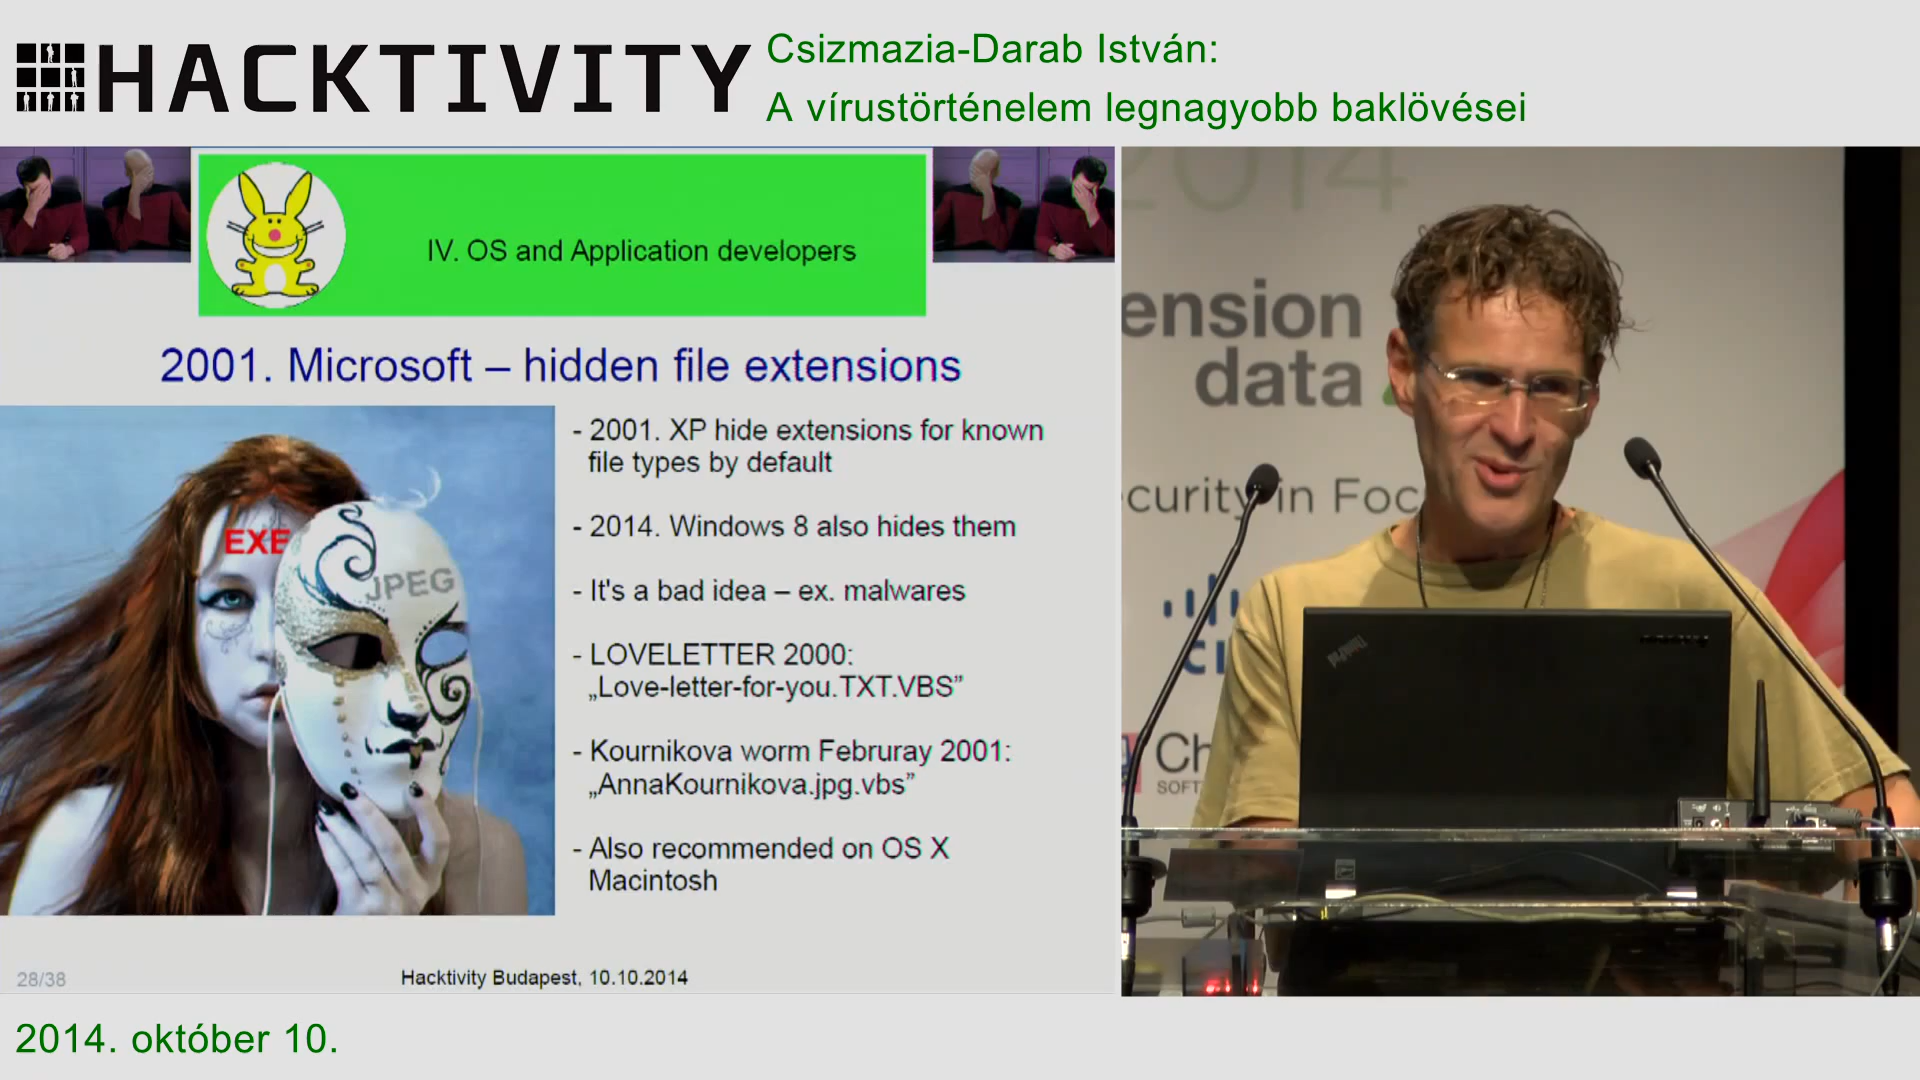 HACKTIVITY
Csizmazia-Darab István:
A vírustörténelem legnagyobb baklövései
IV. OS and Application developers
2001. Microsoft – hidden file extensions
EXE
JPEG
- 2001. XP hide extensions for known
file types by default
- 2014. Windows 8 also hides them
- It's a bad idea – ex. malwares
- LOVELETTER 2000:
„Love-letter-for-you.TXT.VBS”
- Kournikova worm Februray 2001:
„AnnaKournikova.jpg.vbs”
- Also recommended on OS X
Macintosh
28/38
Hacktivity Budapest, 10.10.2014
2014
ension
data
curity in Foc
CI
Ch
SOFT
ThinkPad
2014. október 10.